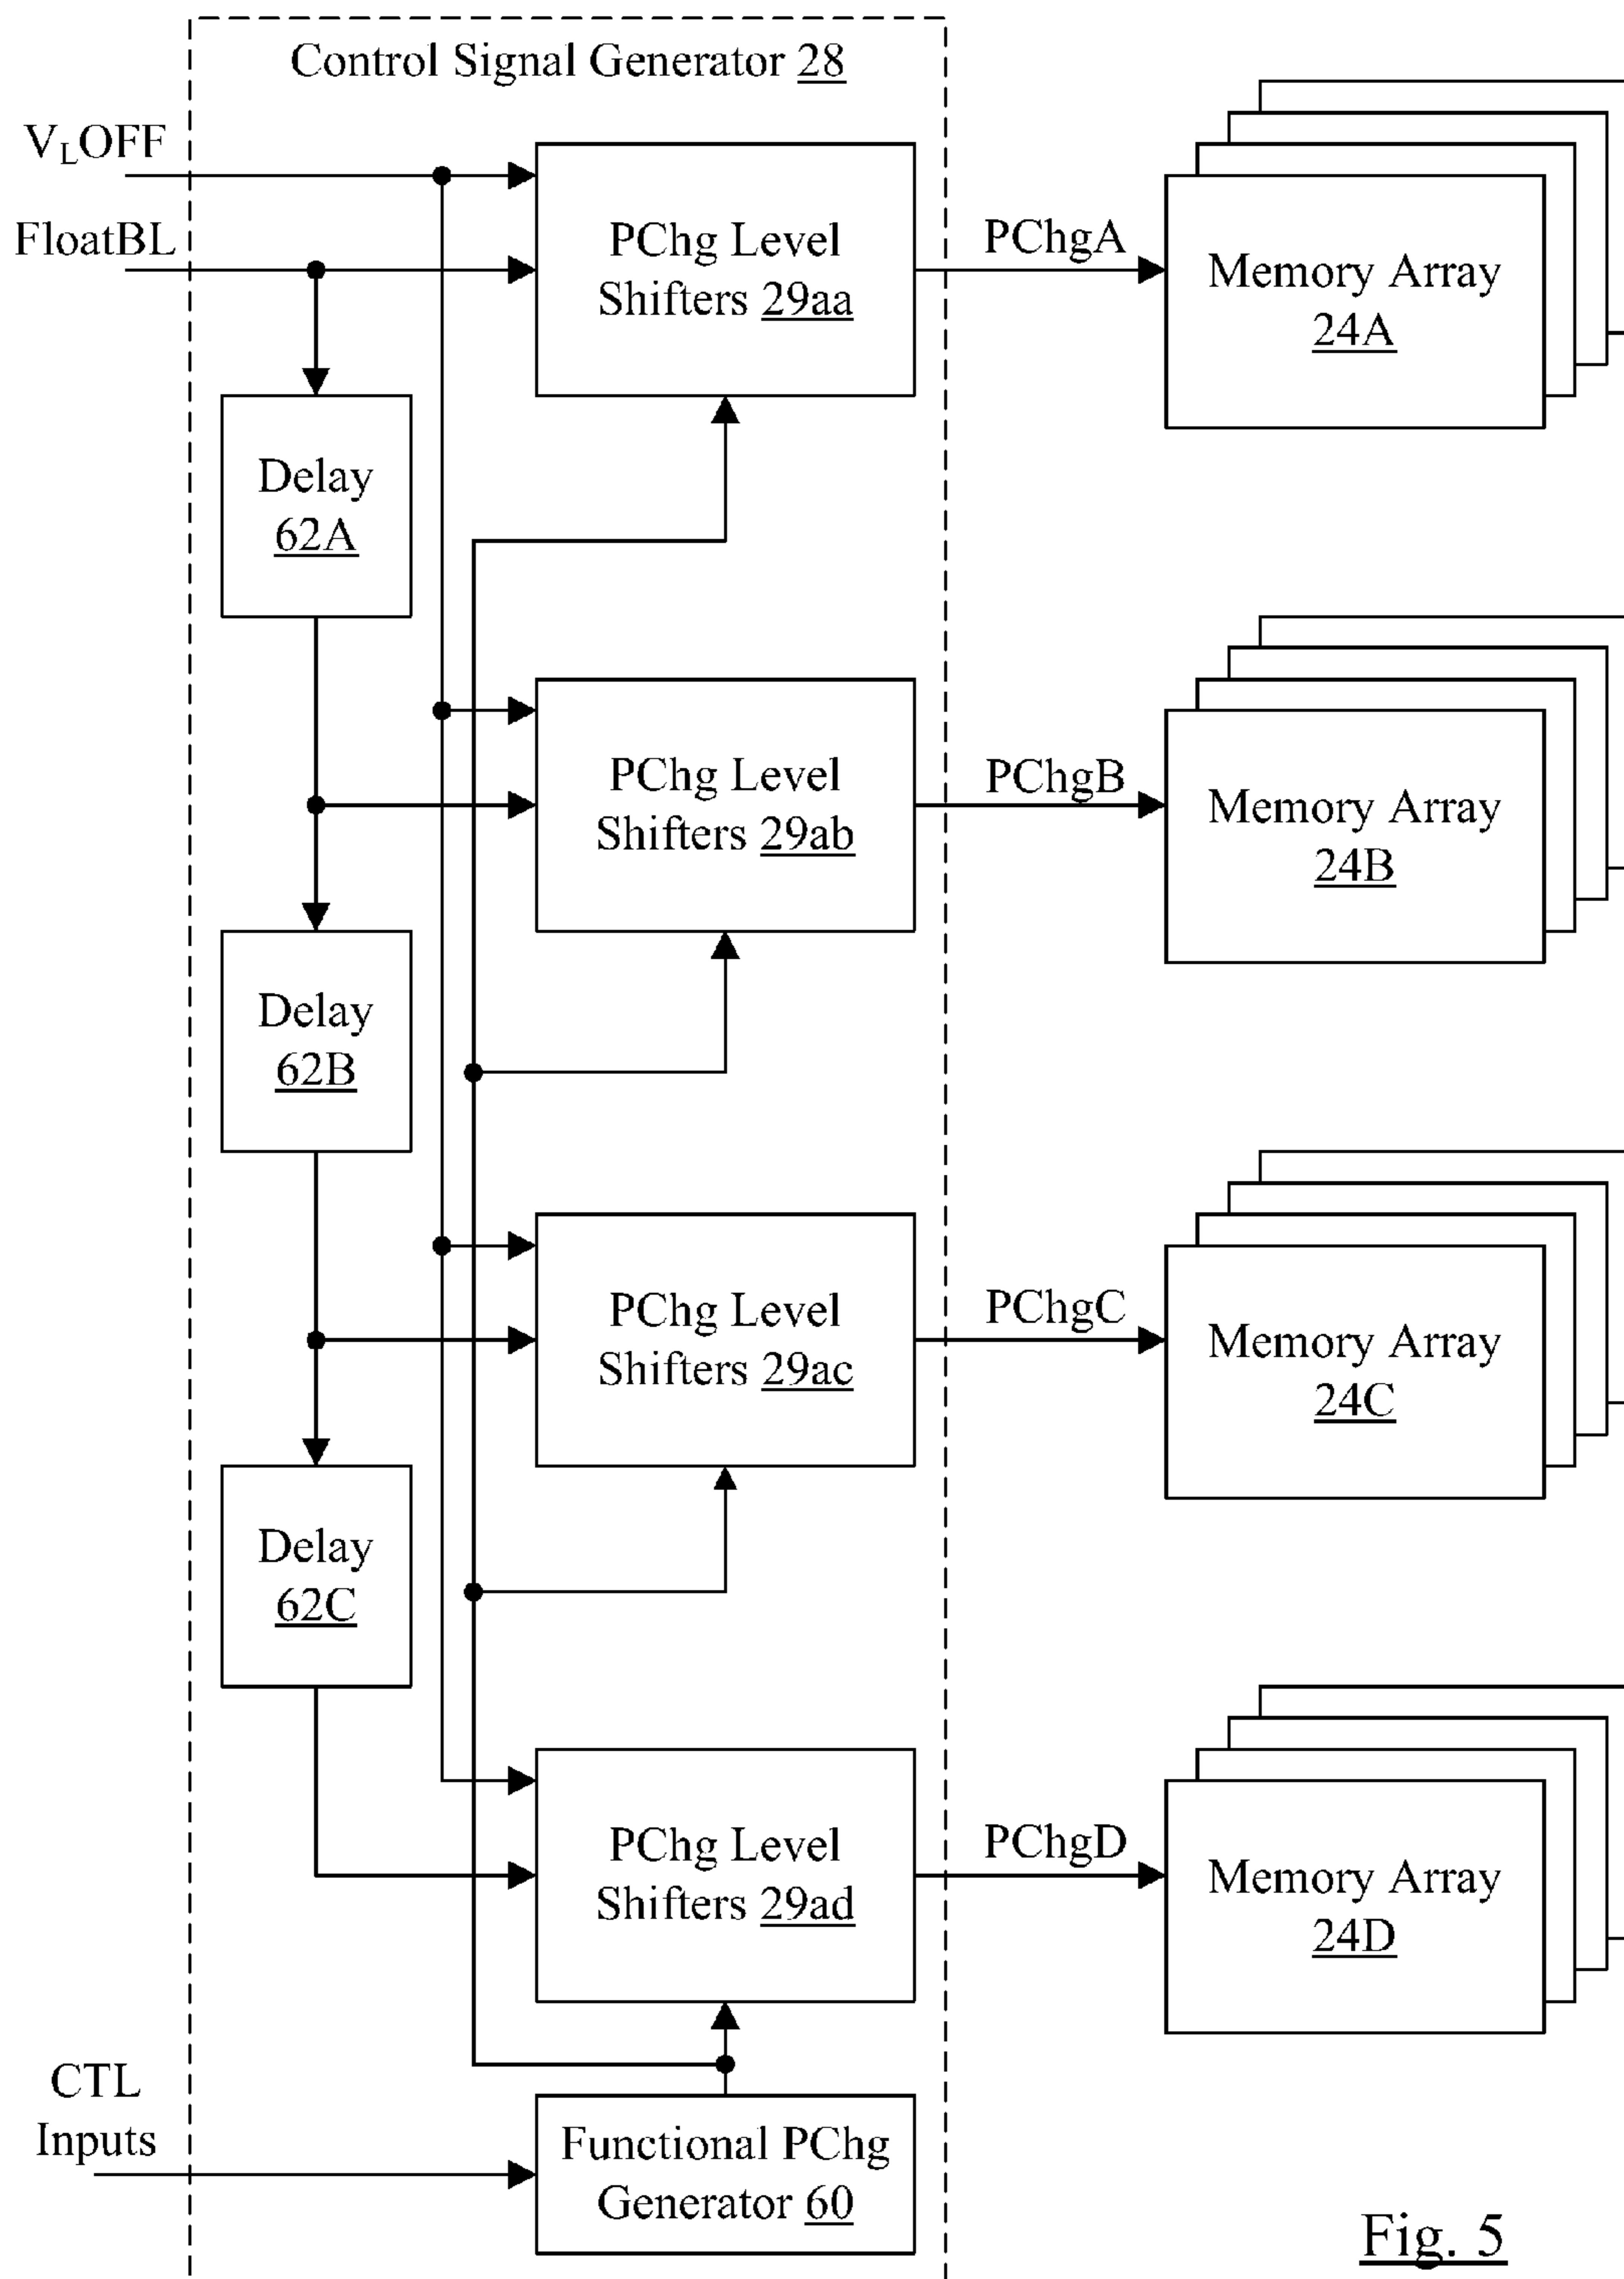 Control Signal Generator 28
VLOFF
FloatBL
PChg Level
Shifters 29aa
PChgA
Memory Array
24A
Delay
62A
PChg Level
Shifters 29ab
PChgB
Memory Array
24B
Delay
62B
PChg Level
Shifters 29ac
PChgC
Memory Array
24C
Delay
62C
PChg Level
Shifters 29ad
PChgD
Memory Array
24D
CTL
Inputs
Functional PChg
Generator 60
Fig. 5